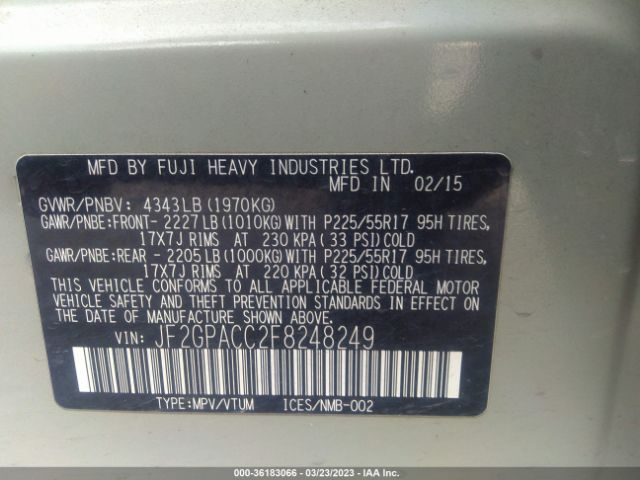 MFD BY FUJI HEAVY INDUSTRIES LTD.
MFD IN 02/15
GVWR/PNBV: 4343LB (1970KG)
GAWR/PNBE:FRONT- 2227LB (1010KG) WITH P225/55R17 95H TIRES,
17X7J RIMS AT 230 KPA (33 PSI) COLD
GAWR/PNBE:REAR - 2205LB (1000KG) WITH P225/55R17 95H TIRES,
17X7J RIMS AT 220 KPA (32 PSI) COLD
THIS VEHICLE CONFORMS TO ALL APPLICABLE FEDERAL MOTOR
VEHICLE SAFETY AND THEFT PREVENTION STANDARDS IN EFFECT ON
THE DATE OF MANUFACTURE SHOWN ABOVE.
VIN: JF2GPACC2F8248249
TYPE:MPV/VTUM ICES/NMB-002
000-36183066 - 03/23/2023 - IAA Inc.